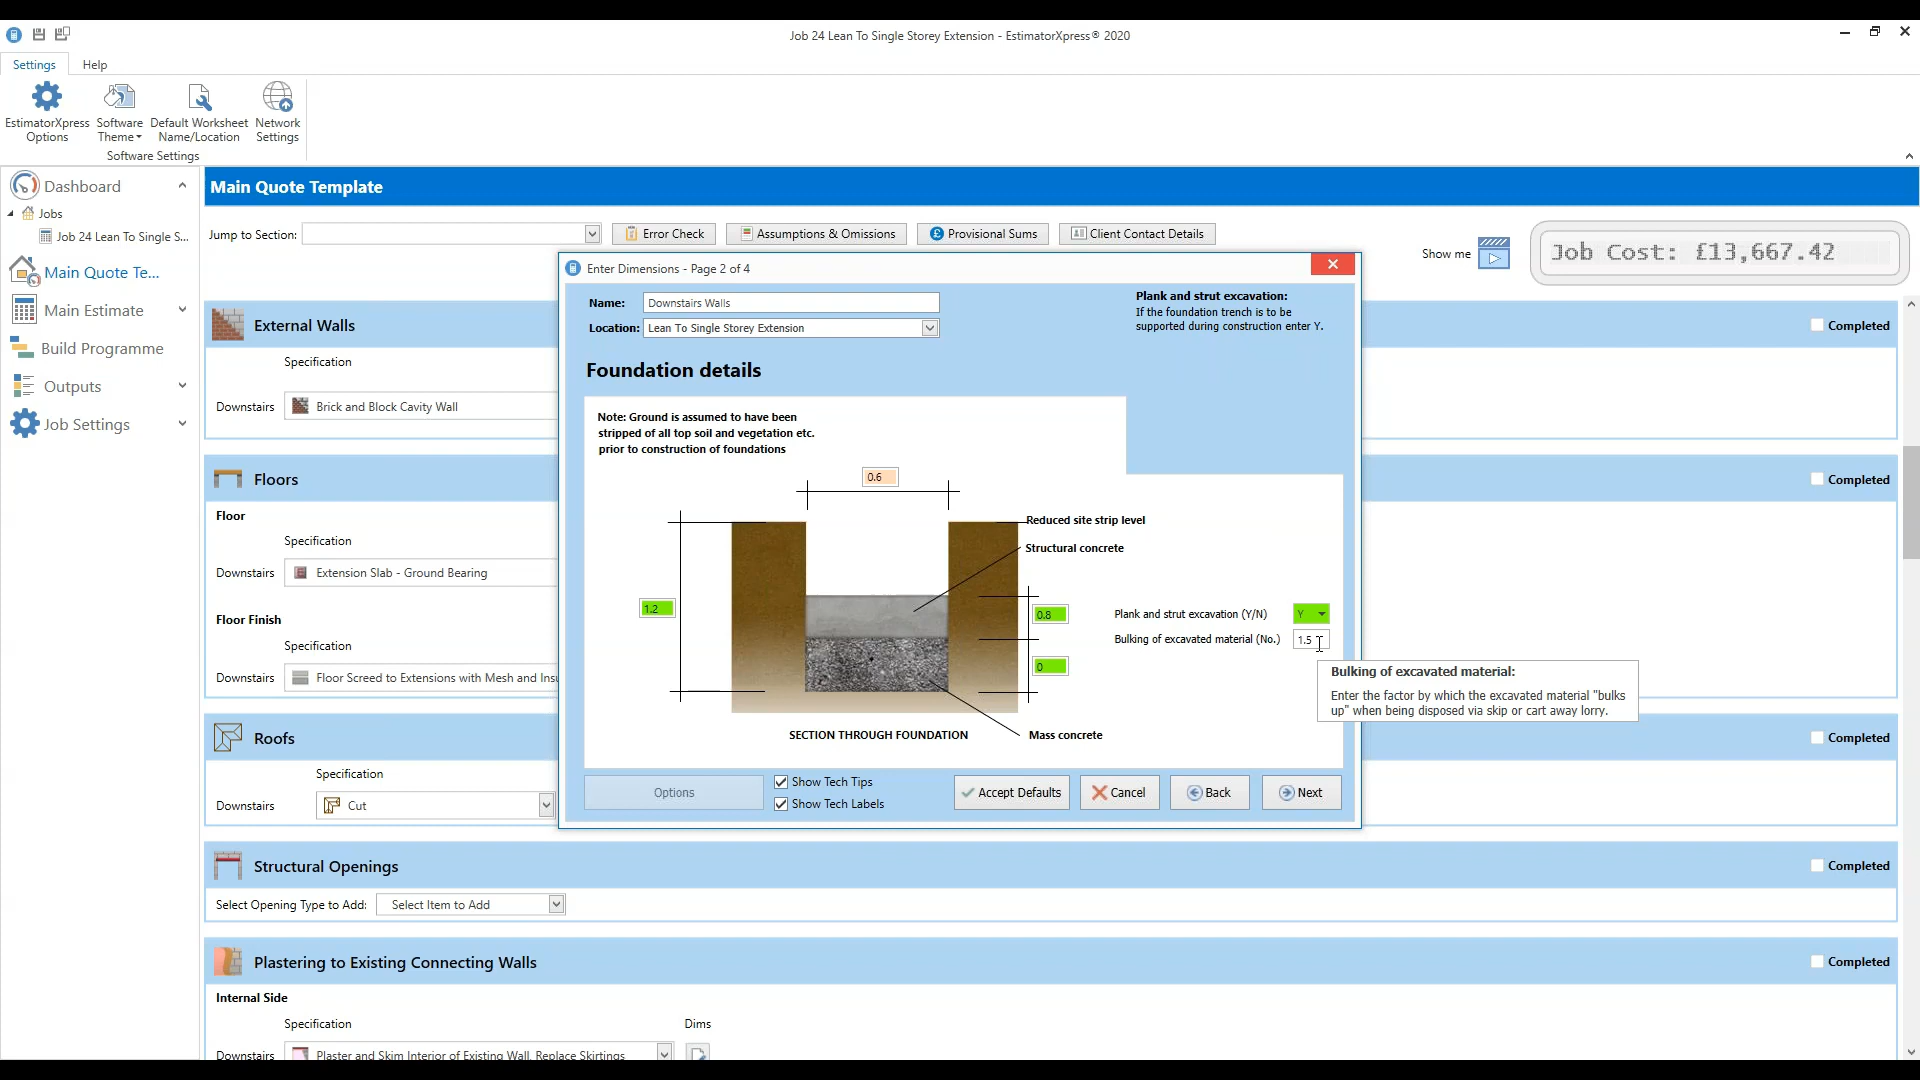 Job 24 Lean To Single Storey Extension - EstimatorXpress® 2020
Settings
Help
EstimatorXpress
Options
Software
Theme
Default Worksheet
Name/Location
Network
Settings
Software Settings
Dashboard
Jobs
Job 24 Lean To Single S...
Main Quote Te...
Main Estimate
Build Programme
Outputs
Job Settings
Main Quote Template
Jump to Section:
Error Check
Assumptions & Omissions
Provisional Sums
Client Contact Details
Show me
Job Cost: £13,667.42
External Walls
Completed
Specification
Downstairs
Brick and Block Cavity Wall
Floors
Completed
Floor
Specification
Downstairs
Extension Slab - Ground Bearing
Floor Finish
Specification
Downstairs
Floor Screed to Extensions with Mesh and Insu
Roofs
Completed
Specification
Downstairs
Cut
Structural Openings
Completed
Select Opening Type to Add:
Select Item to Add
Plastering to Existing Connecting Walls
Completed
Internal Side
Specification
Dims
Downstairs
Plaster and Skim Interior of Existing Wall, Replace Skirtings
Enter Dimensions - Page 2 of 4
Name:
Downstairs Walls
Location:
Lean To Single Storey Extension
Plank and strut excavation:
If the foundation trench is to be
supported during construction enter Y.
Foundation details
Note: Ground is assumed to have been
stripped of all top soil and vegetation etc.
prior to construction of foundations
0.6
Reduced site strip level
Structural concrete
1.2
0.8
Plank and strut excavation (Y/N)
Y
Bulking of excavated material (No.)
1.5
0
Bulking of excavated material:
Enter the factor by which the excavated material "bulks
up" when being disposed via skip or cart away lorry.
SECTION THROUGH FOUNDATION
Mass concrete
Options
Show Tech Tips
Show Tech Labels
Accept Defaults
Cancel
Back
Next